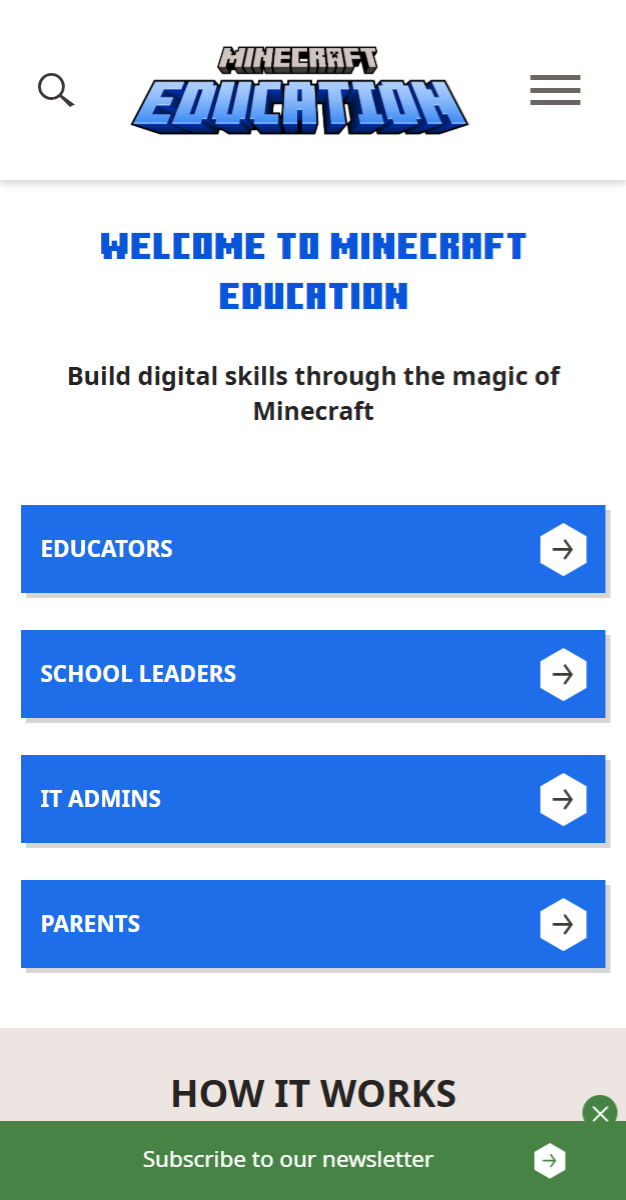 MINECRAFT
EDUCATION
WELCOME TO MINECRAFT
EDUCATION
Build digital skills through the magic of
Minecraft
EDUCATORS
SCHOOL LEADERS
IT ADMINS
PARENTS
HOW IT WORKS
Subscribe to our newsletter